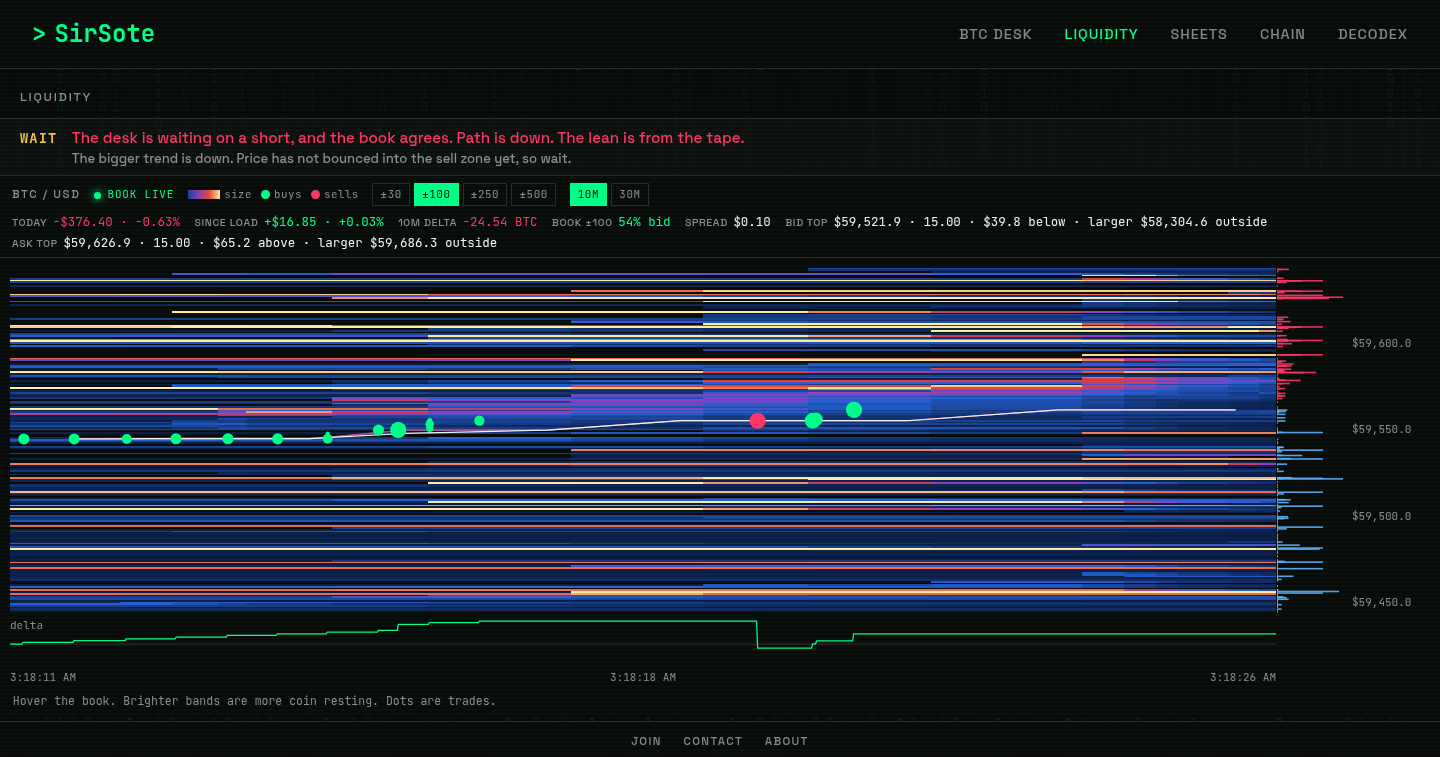 > SirSote
BTC DESK LIQUIDITY SHEETS CHAIN DECODEX
LIQUIDITY
WAIT The desk is waiting on a short, and the book agrees. Path is down. The lean is from the tape.
The bigger trend is down. Price has not bounced into the sell zone yet, so wait.
BTC / USD BOOK LIVE size buys sells ±30 ±100 ±250 ±500 10M 30M
TODAY -$376.40 · -0.63% SINCE LOAD +$16.85 · +0.03% 10M DELTA -24.54 BTC BOOK ±100 54% bid SPREAD $0.10 BID TOP $59,521.9 · 15.00 · $39.8 below · larger $58,304.6 outside
ASK TOP $59,626.9 · 15.00 · $65.2 above · larger $59,686.3 outside
$59,600.0
$59,550.0
$59,500.0
$59,450.0
delta
3:18:11 AM 3:18:18 AM 3:18:26 AM
Hover the book. Brighter bands are more coin resting. Dots are trades.
JOIN CONTACT ABOUT